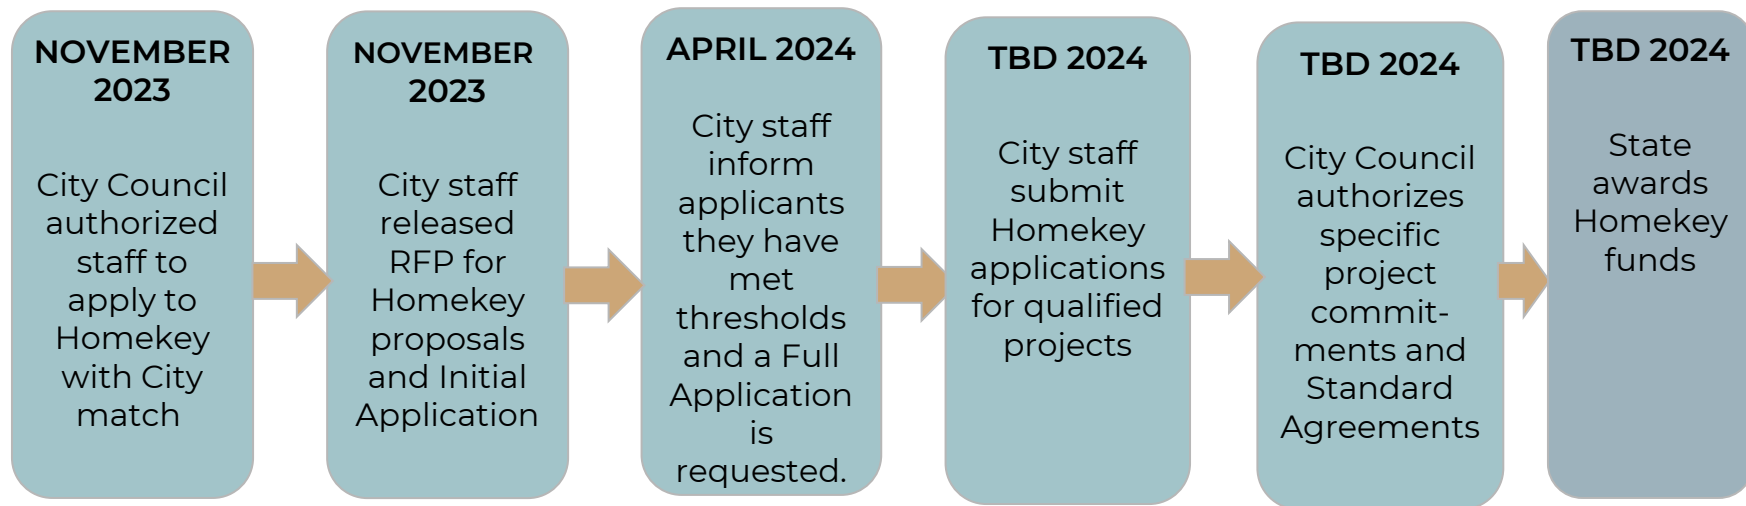 NOVEMBER
2023
City Council
authorized
staff to
apply to
Homekey
with City
match
NOVEMBER
2023
City staff
released
RFP for
Homekey
proposals
and Initial
Application
APRIL 2024
City staff
inform
applicants
they have
met
thresholds
and a Full
Application
is
requested.
TBD 2024
City staff
submit
Homekey
applications
for qualified
projects
TBD 2024
City Council
authorizes
specific
project
commit-
ments and
Standard
Agreements
TBD 2024
State
awards
Homekey
funds